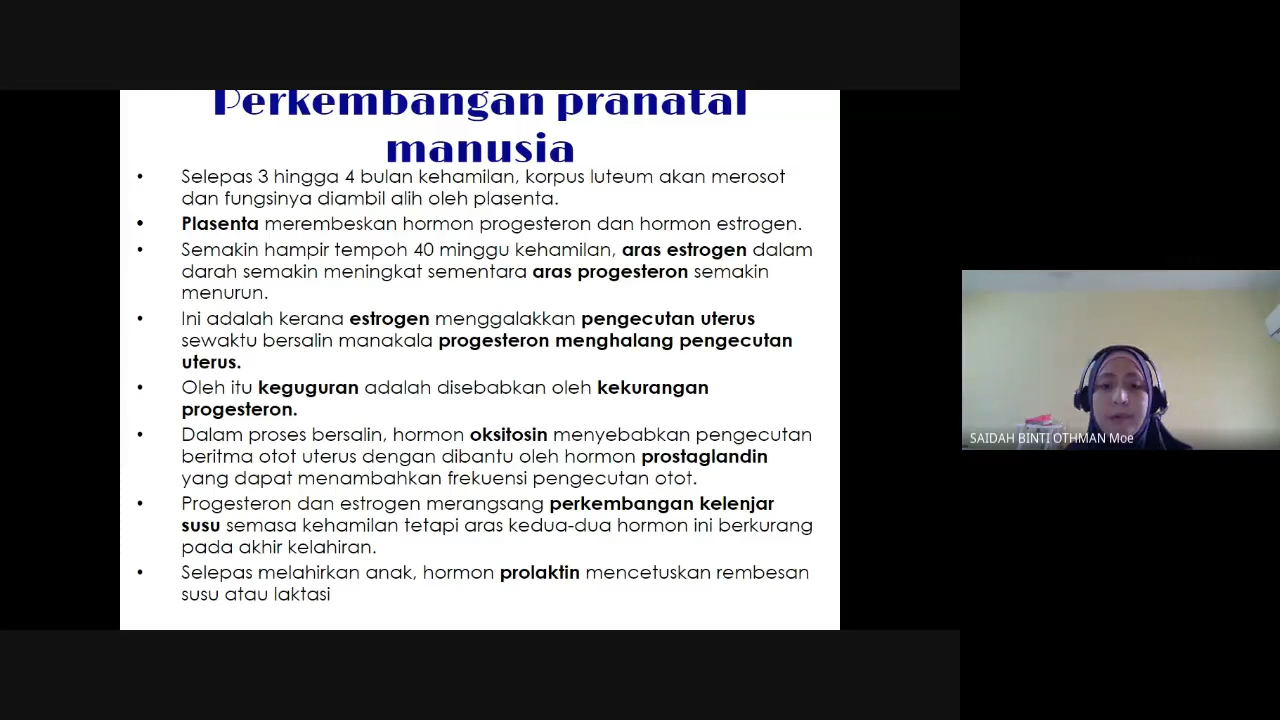 Perkembangan pranatal
manusia
• Selepas 3 hingga 4 bulan kehamilan, korpus luteum akan merosot
dan fungsinya diambil alih oleh plasenta.
• Plasenta merembeskan hormon progesteron dan hormon estrogen.
• Semakin hampir tempoh 40 minggu kehamilan, aras estrogen dalam
darah semakin meningkat sementara aras progesteron semakin
menurun.
• Ini adalah kerana estrogen menggalakkan pengecutan uterus
sewaktu bersalin manakala progesteron menghalang pengecutan
uterus.
• Oleh itu keguguran adalah disebabkan oleh kekurangan
progesteron.
• Dalam proses bersalin, hormon oksitosin menyebabkan pengecutan
beritma otot uterus dengan dibantu oleh hormon prostaglandin
yang dapat menambahkan frekuensi pengecutan otot.
• Progesteron dan estrogen merangsang perkembangan kelenjar
susu semasa kehamilan tetapi aras kedua-dua hormon ini berkurang
pada akhir kelahiran.
• Selepas melahirkan anak, hormon prolaktin mencetuskan rembesan
susu atau laktasi
SAIDAH BINTI OTHMAN Moe